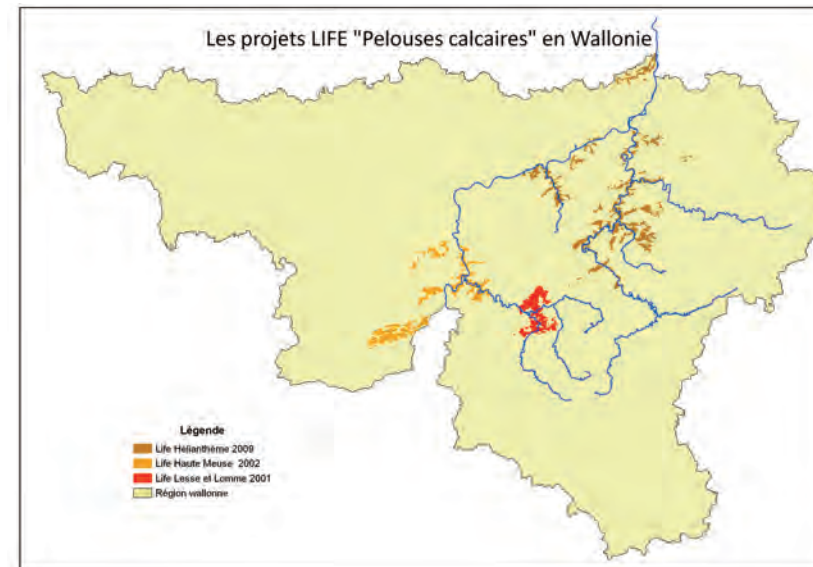 Les projets LIFE "Pelouses calcaires" en Wallonie
Légende
Life Hélianthème 2009
Life Haute Meuse 2002
Life Lesse et Lomme 2001
Région wallonne